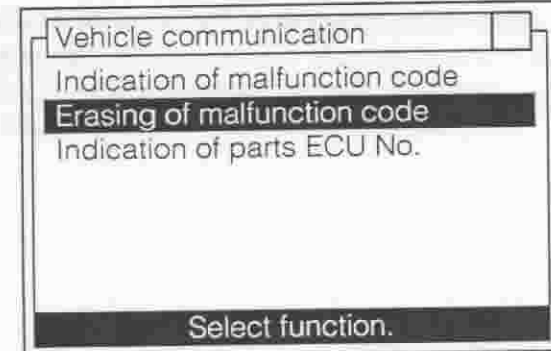 Vehicle communication
Indication of malfunction code
Erasing of malfunction code
Indication of parts ECU No.
Select function.